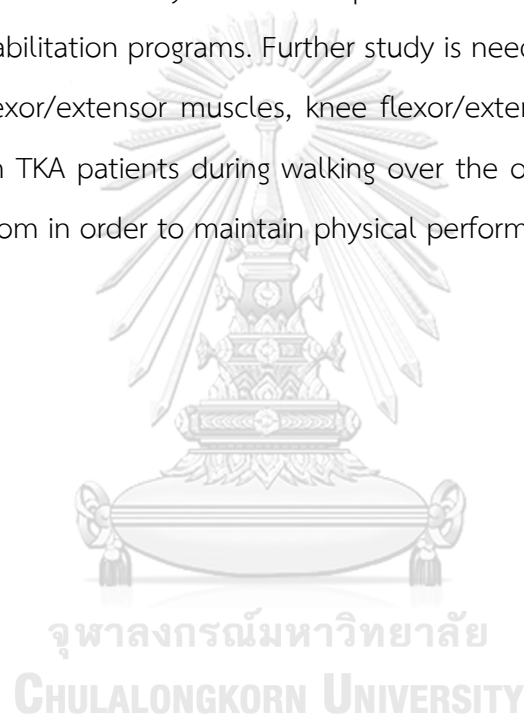 abilitation programs. Further study is need
exor/extensor muscles, knee flexor/exter
n TKA patients during walking over the o
om in order to maintain physical perform
จุฬาลงกรณ์มหาวิทยาลัย
CHULALONGKORN UNIVERSITY